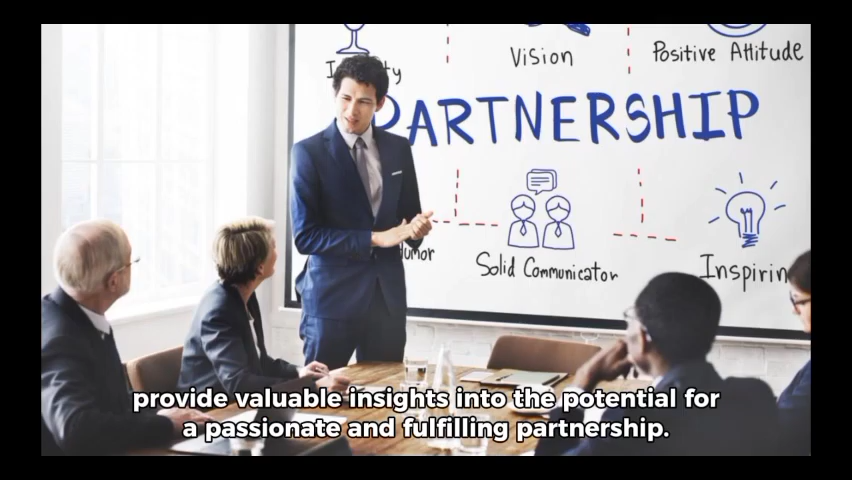 Vision
Positive Attitude
PARTNERSHIP
Solid Communicator
provide valuable insights into the potential for
a passionate and fulfilling partnership.